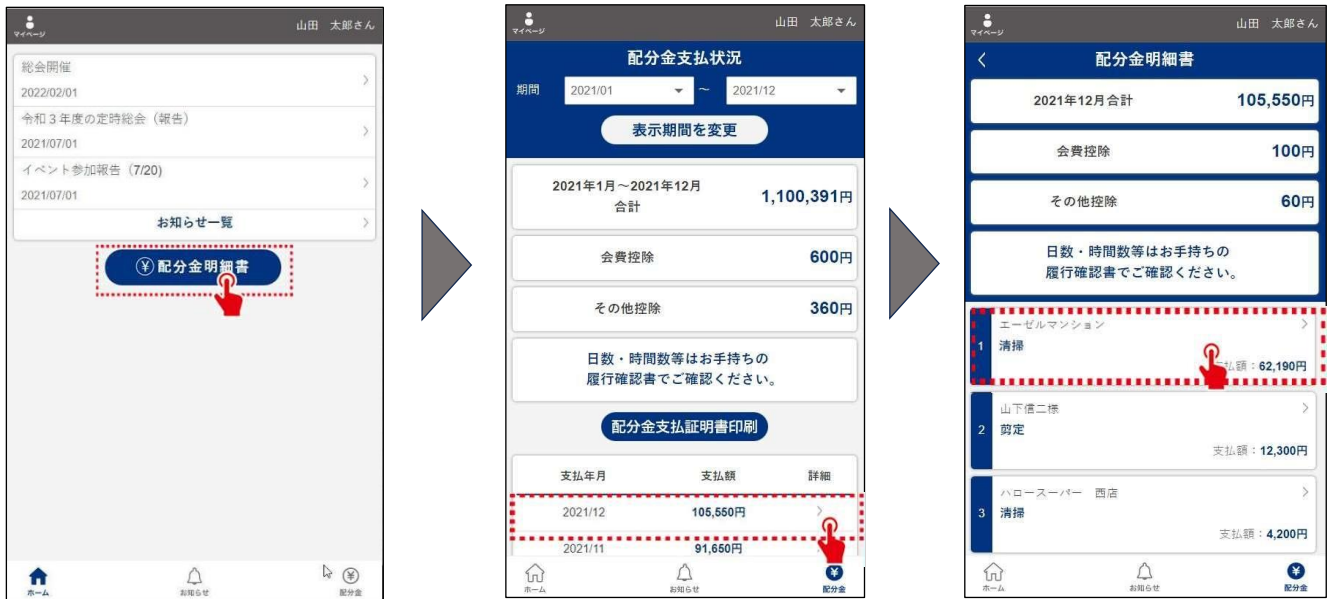 マイページ
山田 太郎さん
総会開催
2022/02/01
令和3年度の定時総会（報告）
2021/07/01
イベント参加報告（7/20)
2021/07/01
お知らせ一覧
配分金明細書
ホーム
お知らせ
配分金
マイページ
山田 太郎さん
配分金支払状況
期間 2021/01 ～ 2021/12
表示期間を変更
2021年1月～2021年12月
合計
1,100,391円
会費控除 600円
その他控除 360円
日数・時間数等はお手持ちの
履行確認書でご確認ください。
配分金支払証明書印刷
支払年月 支払額 詳細
2021/12 105,550円
2021/11 91,650円
ホーム
お知らせ
配分金
マイページ
山田 太郎さん
配分金明細書
2021年12月合計 105,550円
会費控除 100円
その他控除 60円
日数・時間数等はお手持ちの
履行確認書でご確認ください。
エーゼルマンション
1 清掃
支払額：62,190円
山下信二様
2 剪定
支払額：12,300円
ハロースーパー 西店
3 清掃
支払額：4,200円
ホーム
お知らせ
配分金